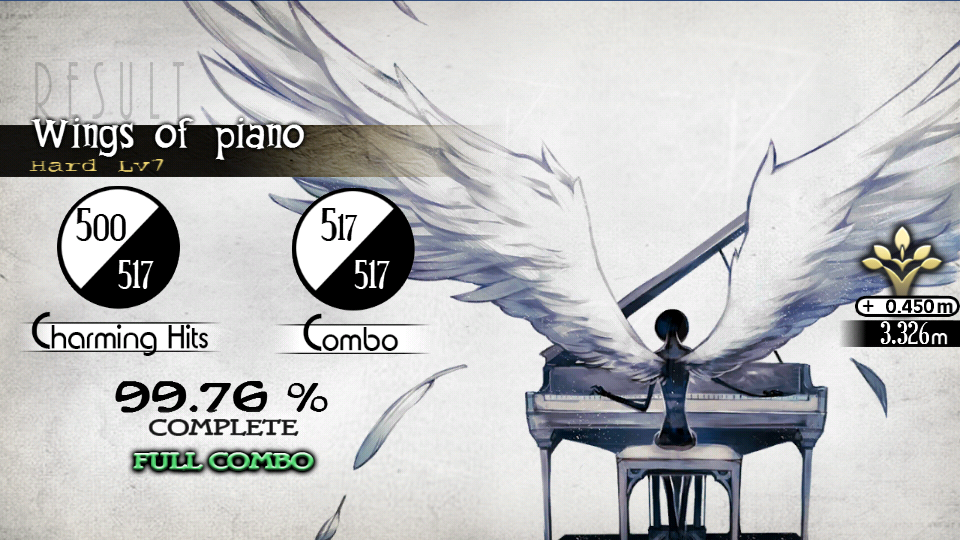 RESULT
Wings of piano
Hard Lv7
500
517
Charming Hits
517
517
Combo
99.76 %
COMPLETE
FULL COMBO
+ 0.450m
3.326m